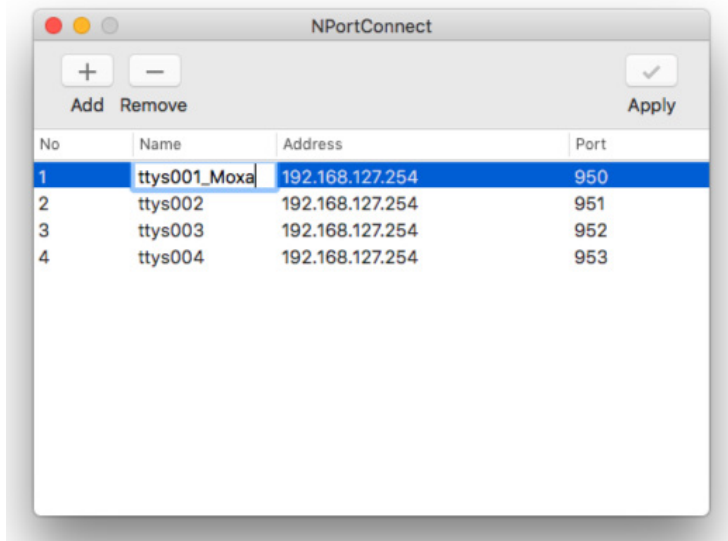 NPortConnect
+ −
Add Remove
Apply
No Name Address Port
1 ttys001_Moxa 192.168.127.254 950
2 ttys002 192.168.127.254 951
3 ttys003 192.168.127.254 952
4 ttys004 192.168.127.254 953